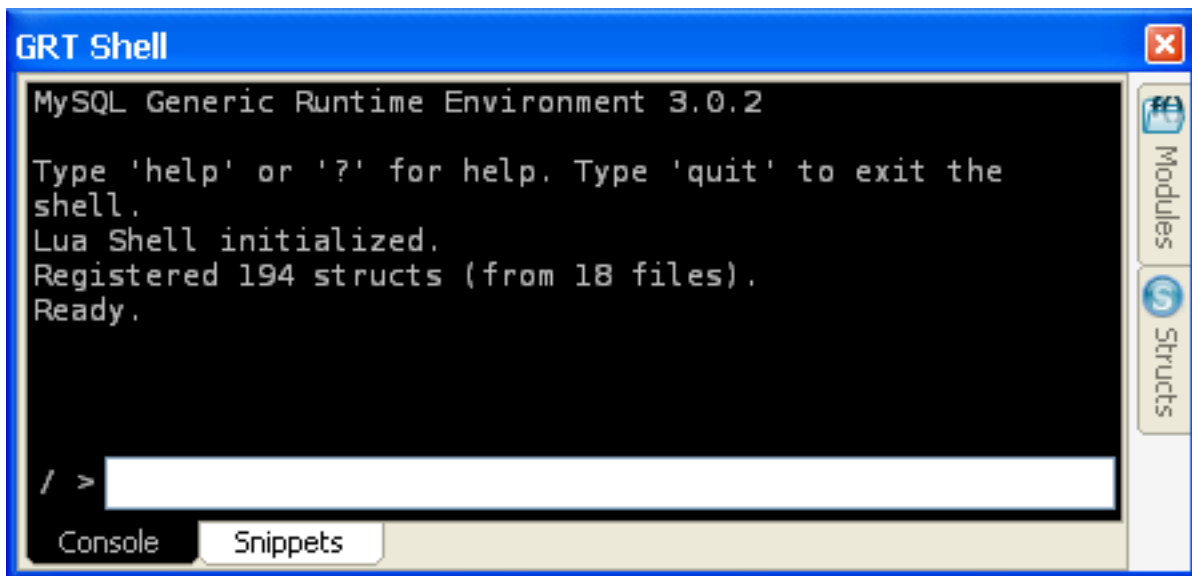 GRT Shell
MySQL Generic Runtime Environment 3.0.2
Type 'help' or '?' for help. Type 'quit' to exit the
shell.
Lua Shell initialized.
Registered 194 structs (from 18 files).
Ready.
/ >
Console
Snippets
f()
Modules
S
Structs